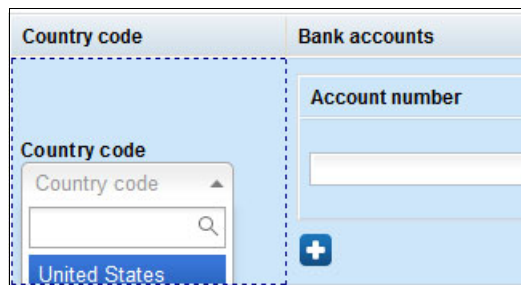 Country code
Bank accounts
Account number
Country code
Country code
United States